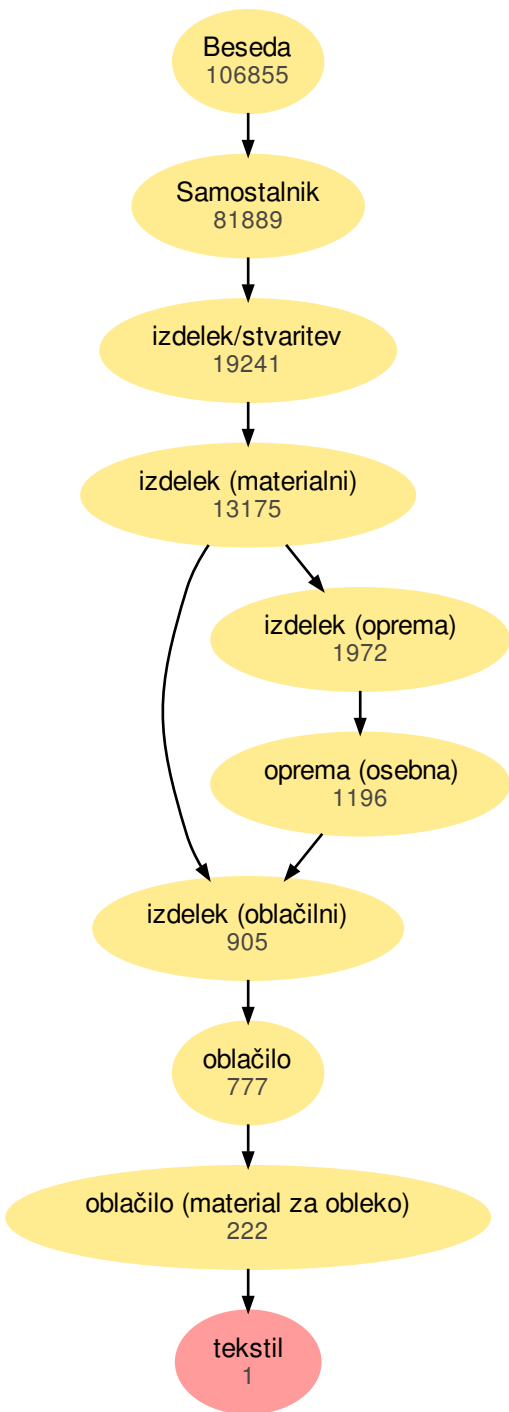 Beseda
106855
Samostalnik
81889
izdelek/stvaritev
19241
izdelek (materialni)
13175
izdelek (oprema)
1972
oprema (osebna)
1196
izdelek (oblačilni)
905
oblačilo
777
oblačilo (material za obleko)
222
tekstil
1